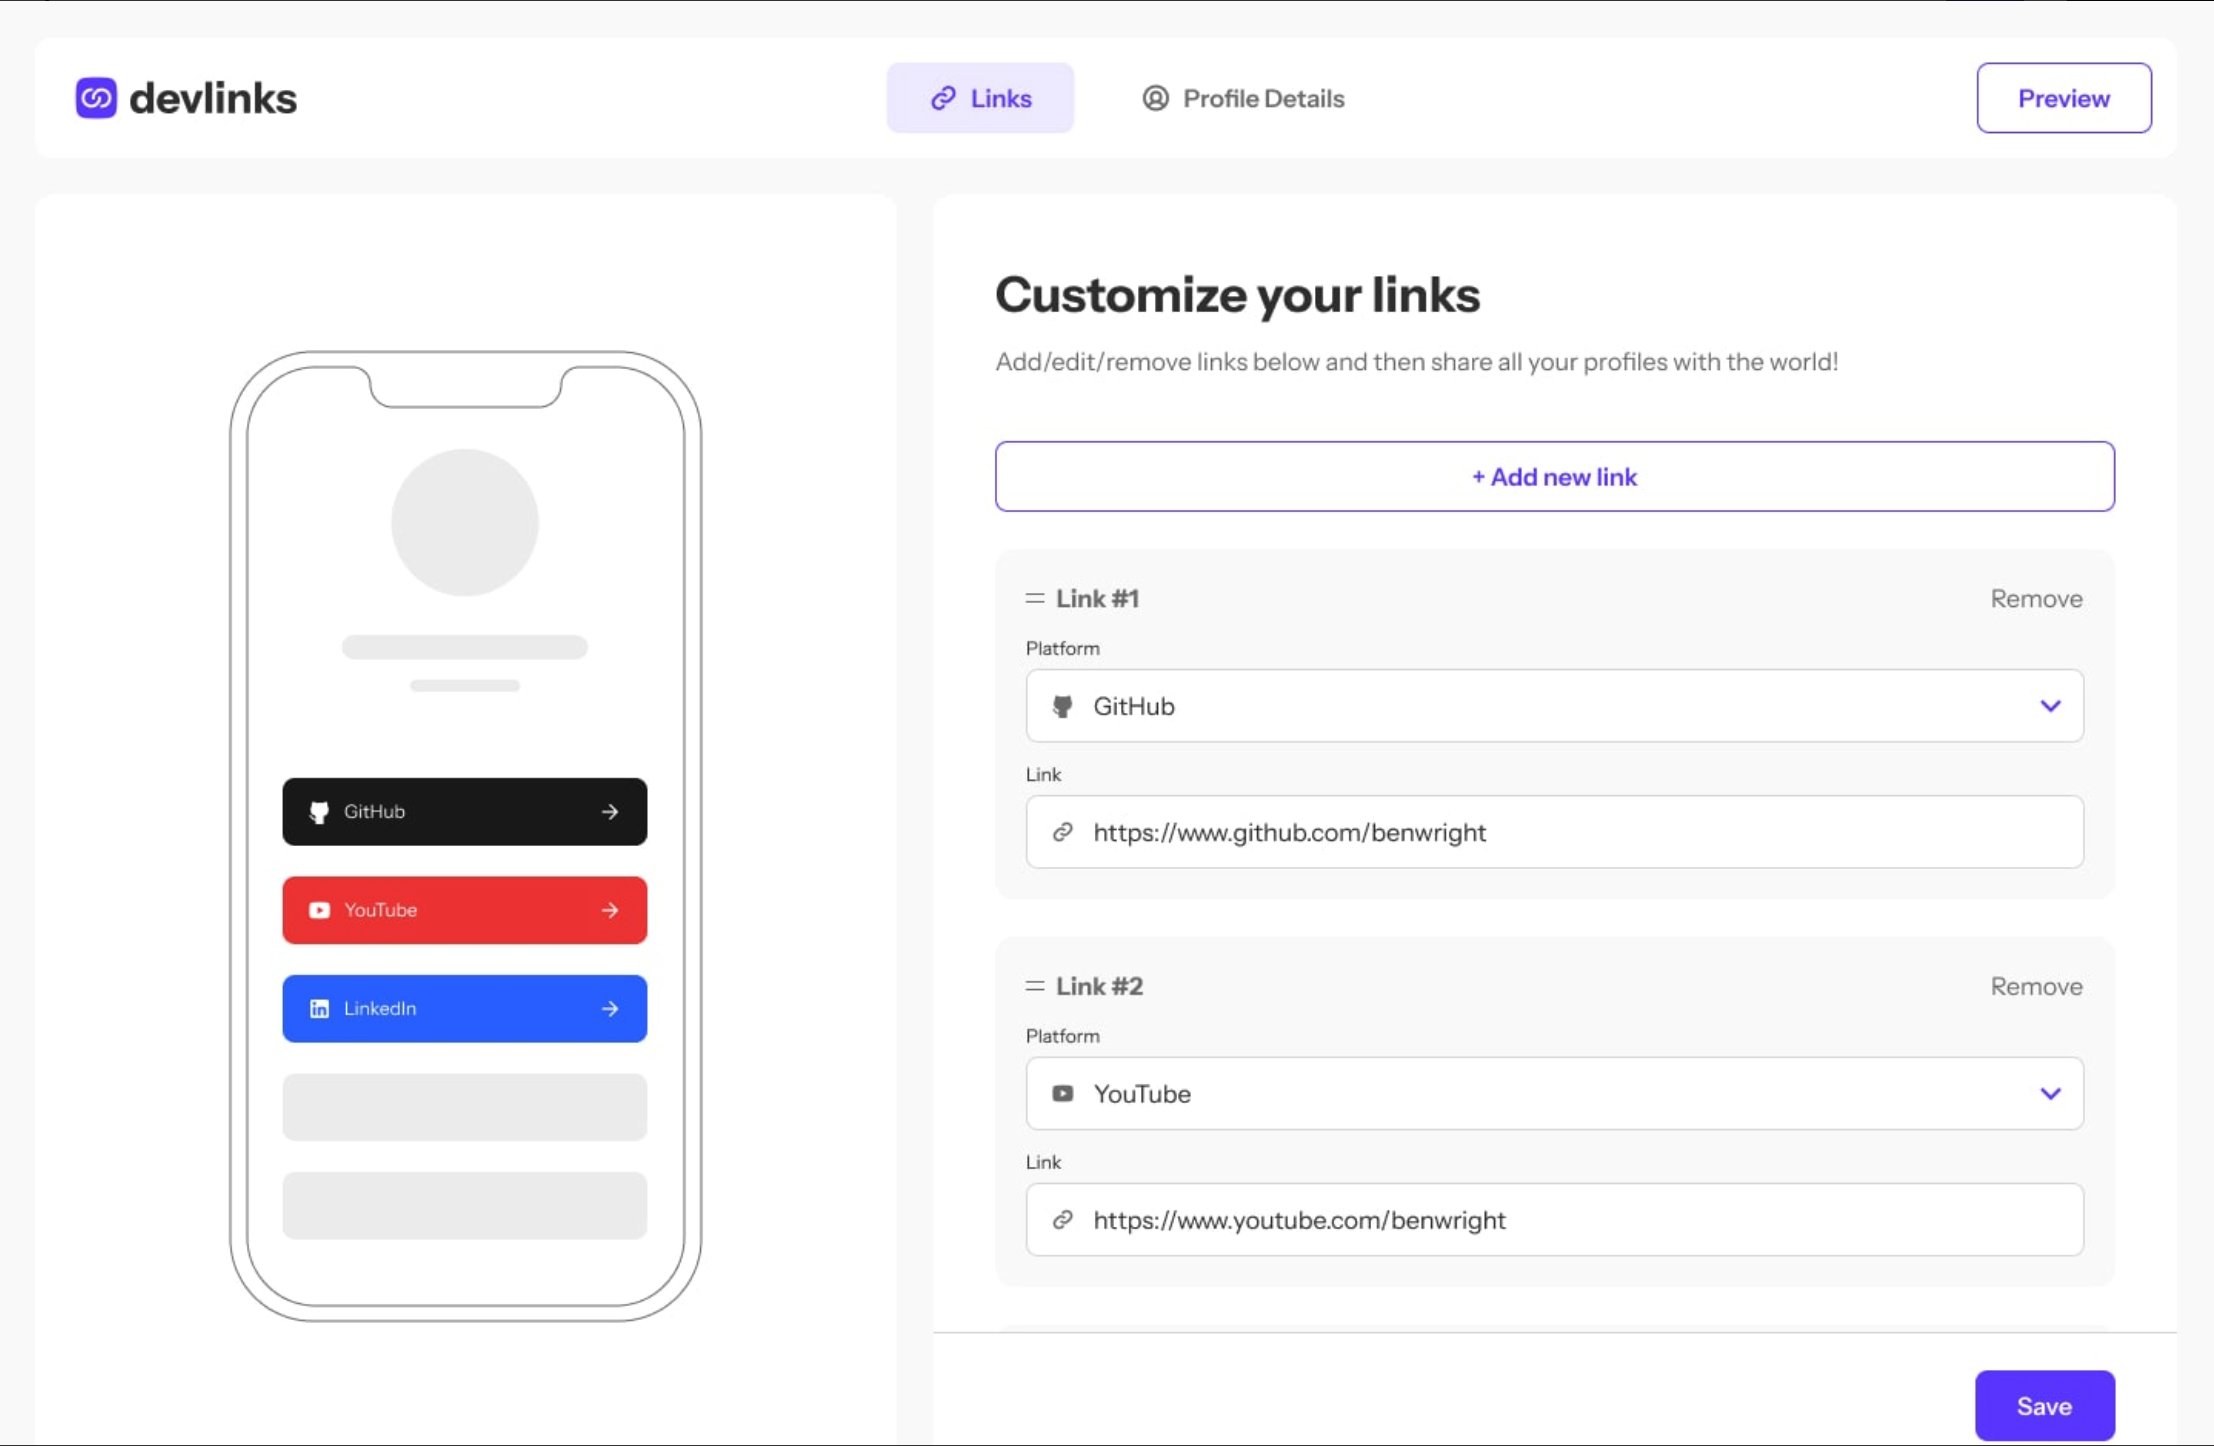 devlinks
Links
Profile Details
Preview
GitHub
YouTube
LinkedIn
Customize your links
Add/edit/remove links below and then share all your profiles with the world!
+ Add new link
Link #1
Remove
Platform
GitHub
Link
https://www.github.com/benwright
Link #2
Remove
Platform
YouTube
Link
https://www.youtube.com/benwright
Save